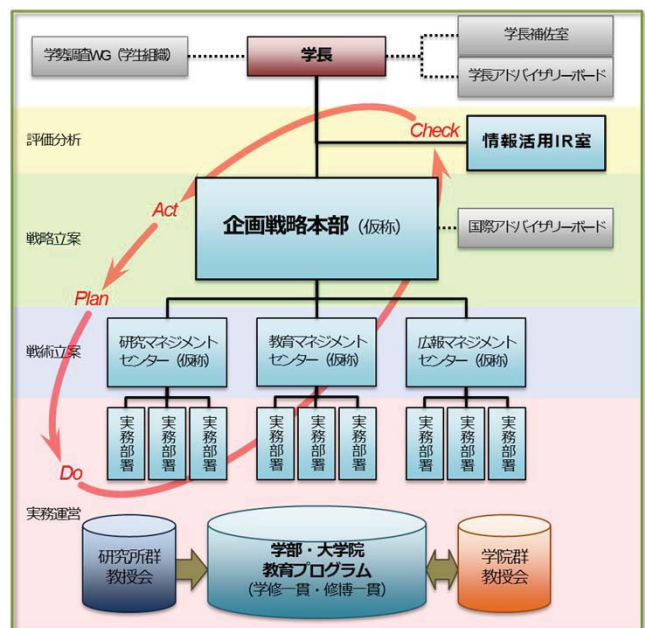 学長
学勢調査WG（学生組織）
学長補佐室
学長アドバイザリーボード
評価分析
Check
情報活用IR室
戦略立案
Act
企画戦略本部（仮称）
国際アドバイザリーボード
Plan
戦術立案
研究マネジメント
センター（仮称）
教育マネジメント
センター（仮称）
広報マネジメント
センター（仮称）
実務部署
実務部署
実務部署
実務部署
実務部署
実務部署
実務部署
実務部署
実務部署
Do
実務運営
研究所群
教授会
学部・大学院
教育プログラム
（学修一貫・修博一貫）
学院群
教授会